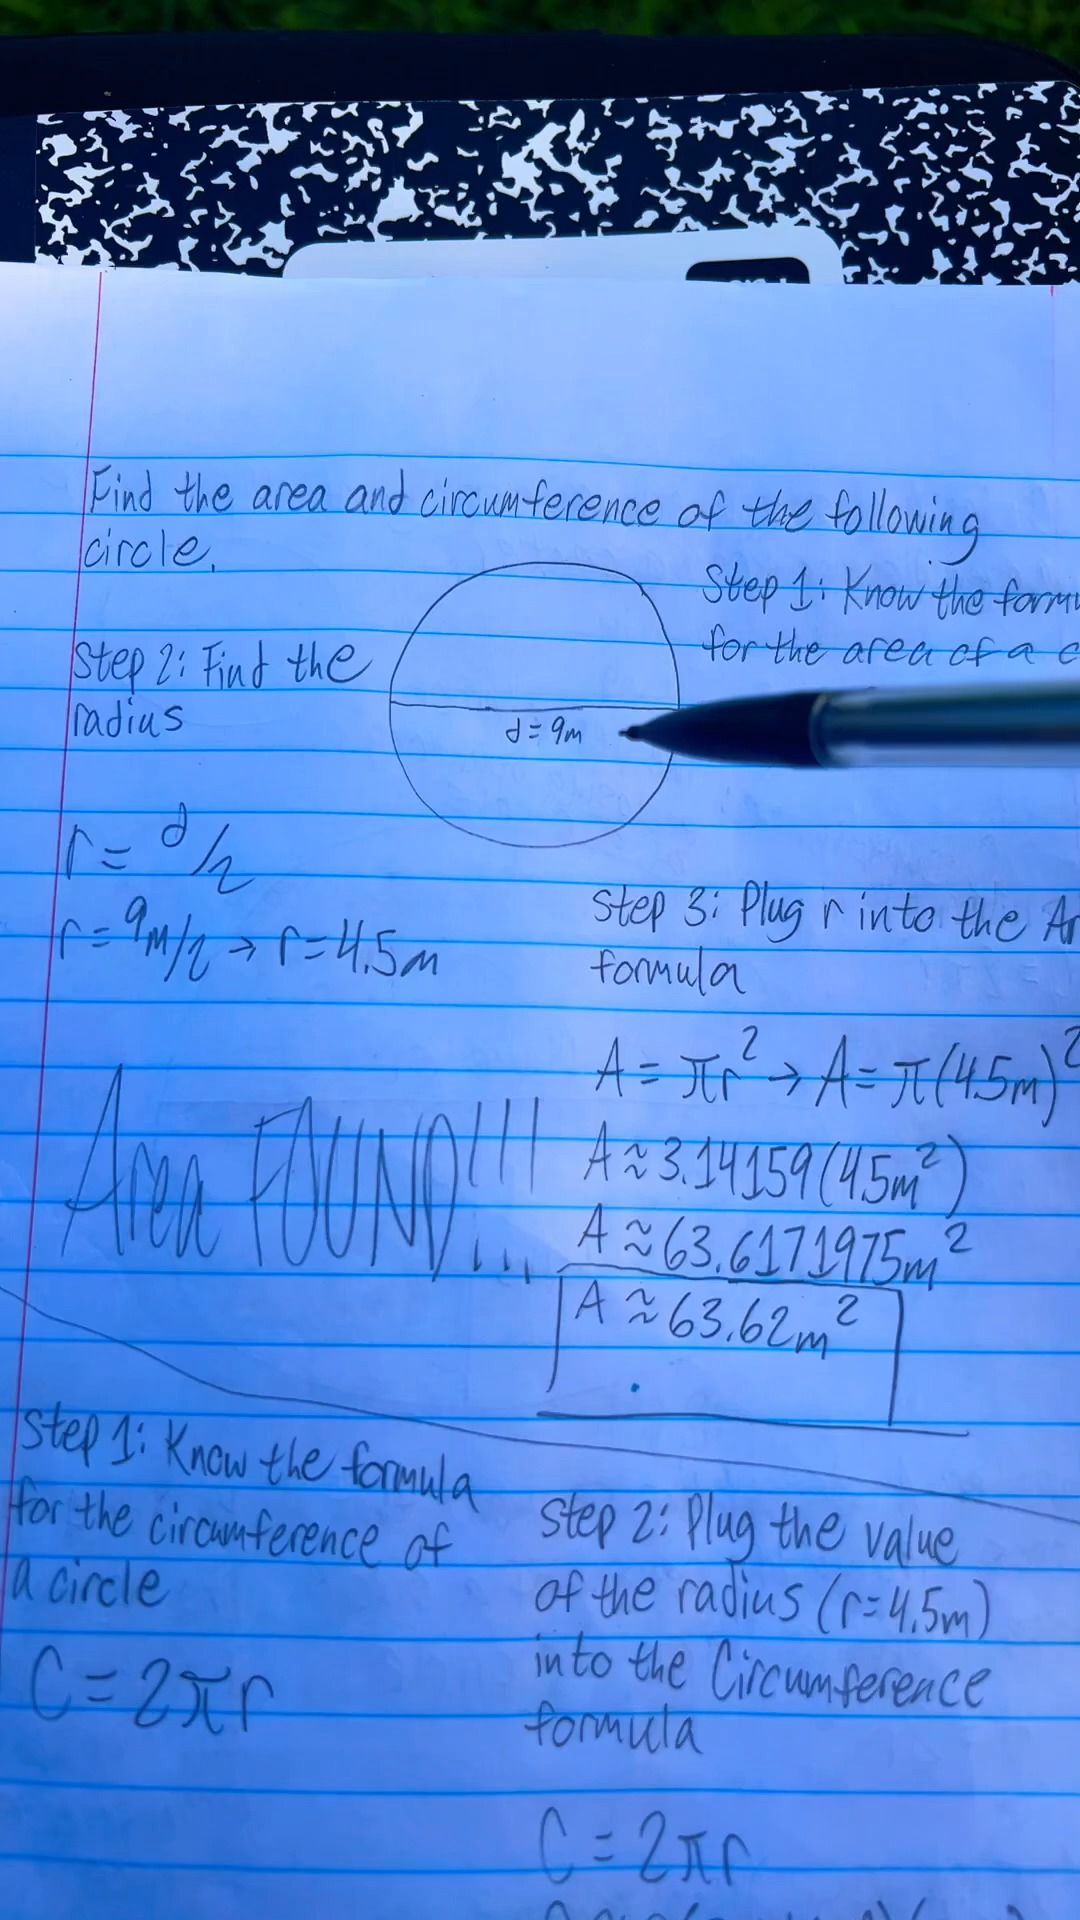 Find the area and circumference of the following
circle.
Step 1: Know the
for the area of a
Step 2: Find the
radius
d = 9m
r = d/2
r = 9m/2 → r = 4.5m
Step 3: Plug r into the
formula
A = πr² → A = π(4.5m)²
A ≈ 3.14159(4.5m²)
A ≈ 63.6171975m²
A ≈ 63.62m²
Area FOUND!!!...
Step 1: Know the formula
for the circumference of
a circle
C = 2πr
Step 2: Plug the value
of the radius (r=4.5m)
into the Circumference
formula
C = 2πr